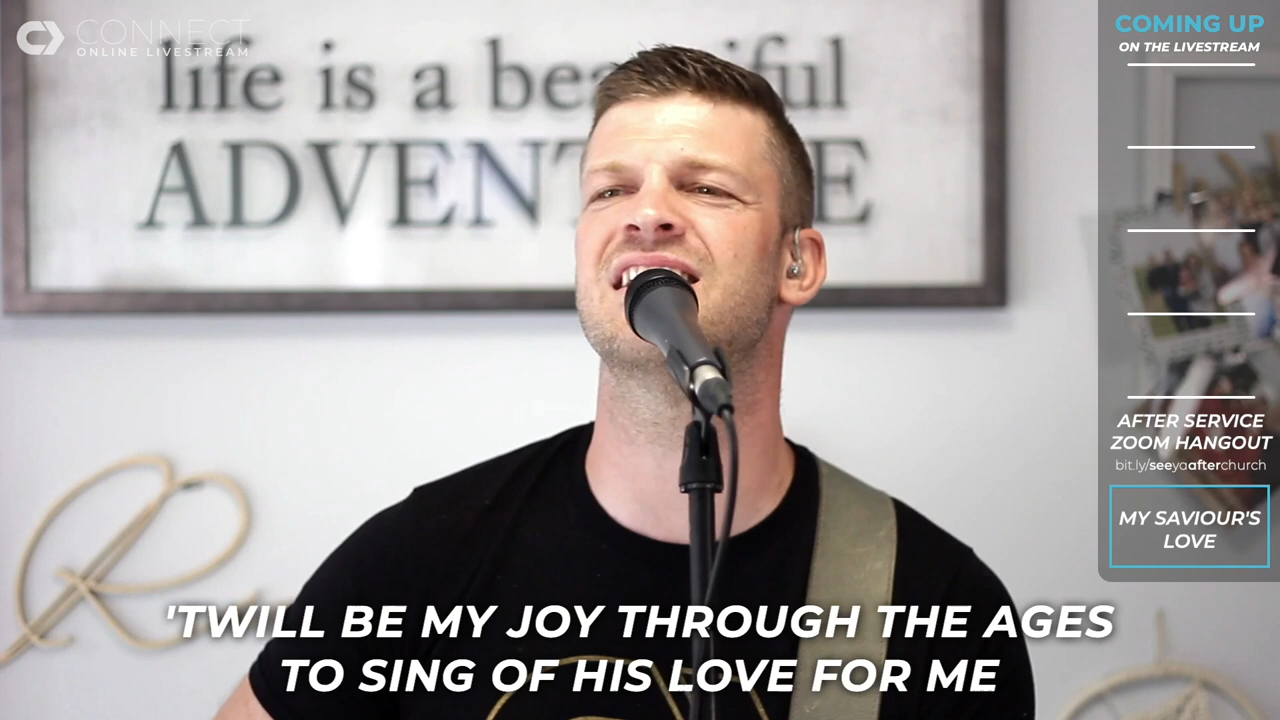 CONNECT
ONLINE LIVESTREAM
life is a bea iful
ADVENT E
COMING UP
ON THE LIVESTREAM
AFTER SERVICE
ZOOM HANGOUT
bit.ly/seeyaafterchurch
MY SAVIOUR'S
LOVE
'TWILL BE MY JOY THROUGH THE AGES
TO SING OF HIS LOVE FOR ME